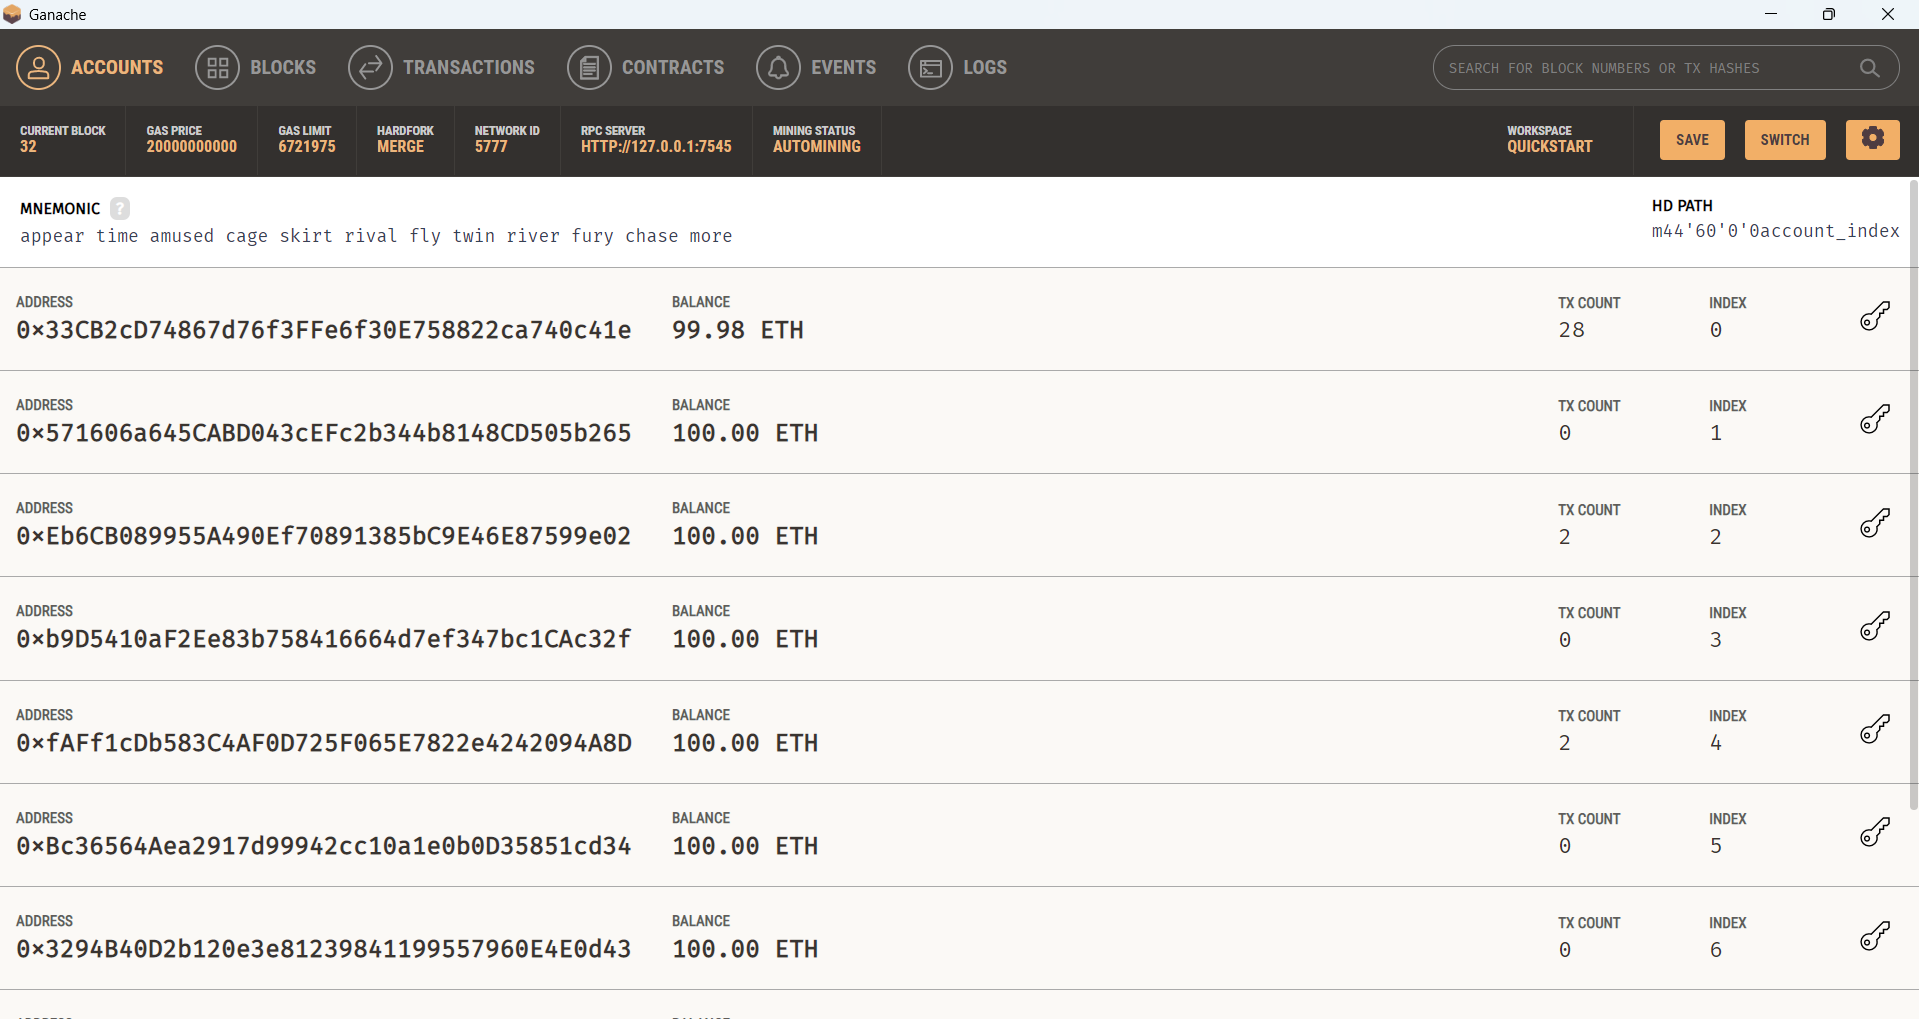 Ganache
ACCOUNTS BLOCKS TRANSACTIONS CONTRACTS EVENTS LOGS SEARCH FOR BLOCK NUMBERS OR TX HASHES
CURRENT BLOCK GAS PRICE GAS LIMIT HARDFORK NETWORK ID RPC SERVER MINING STATUS WORKSPACE
32 20000000000 6721975 MERGE 5777 HTTP://127.0.0.1:7545 AUTOMINING QUICKSTART SAVE SWITCH
MNEMONIC ? HD PATH
appear time amused cage skirt rival fly twin river fury chase more m44'60'0'0account_index
ADDRESS BALANCE TX COUNT INDEX
0×33CB2cD74867d76f3FFe6f30E758822ca740c41e 99.98 ETH 28 0
ADDRESS BALANCE TX COUNT INDEX
0×571606a645CABD043cEFc2b344b8148CD505b265 100.00 ETH 0 1
ADDRESS BALANCE TX COUNT INDEX
0×Eb6CB089955A490Ef70891385bC9E46E87599e02 100.00 ETH 2 2
ADDRESS BALANCE TX COUNT INDEX
0×b9D5410aF2Ee83b758416664d7ef347bc1CAc32f 100.00 ETH 0 3
ADDRESS BALANCE TX COUNT INDEX
0×fAFf1cDb583C4AF0D725F065E7822e4242094A8D 100.00 ETH 2 4
ADDRESS BALANCE TX COUNT INDEX
0×Bc36564Aea2917d99942cc10a1e0b0D35851cd34 100.00 ETH 0 5
ADDRESS BALANCE TX COUNT INDEX
0×3294B40D2b120e3e81239841199557960E4E0d43 100.00 ETH 0 6